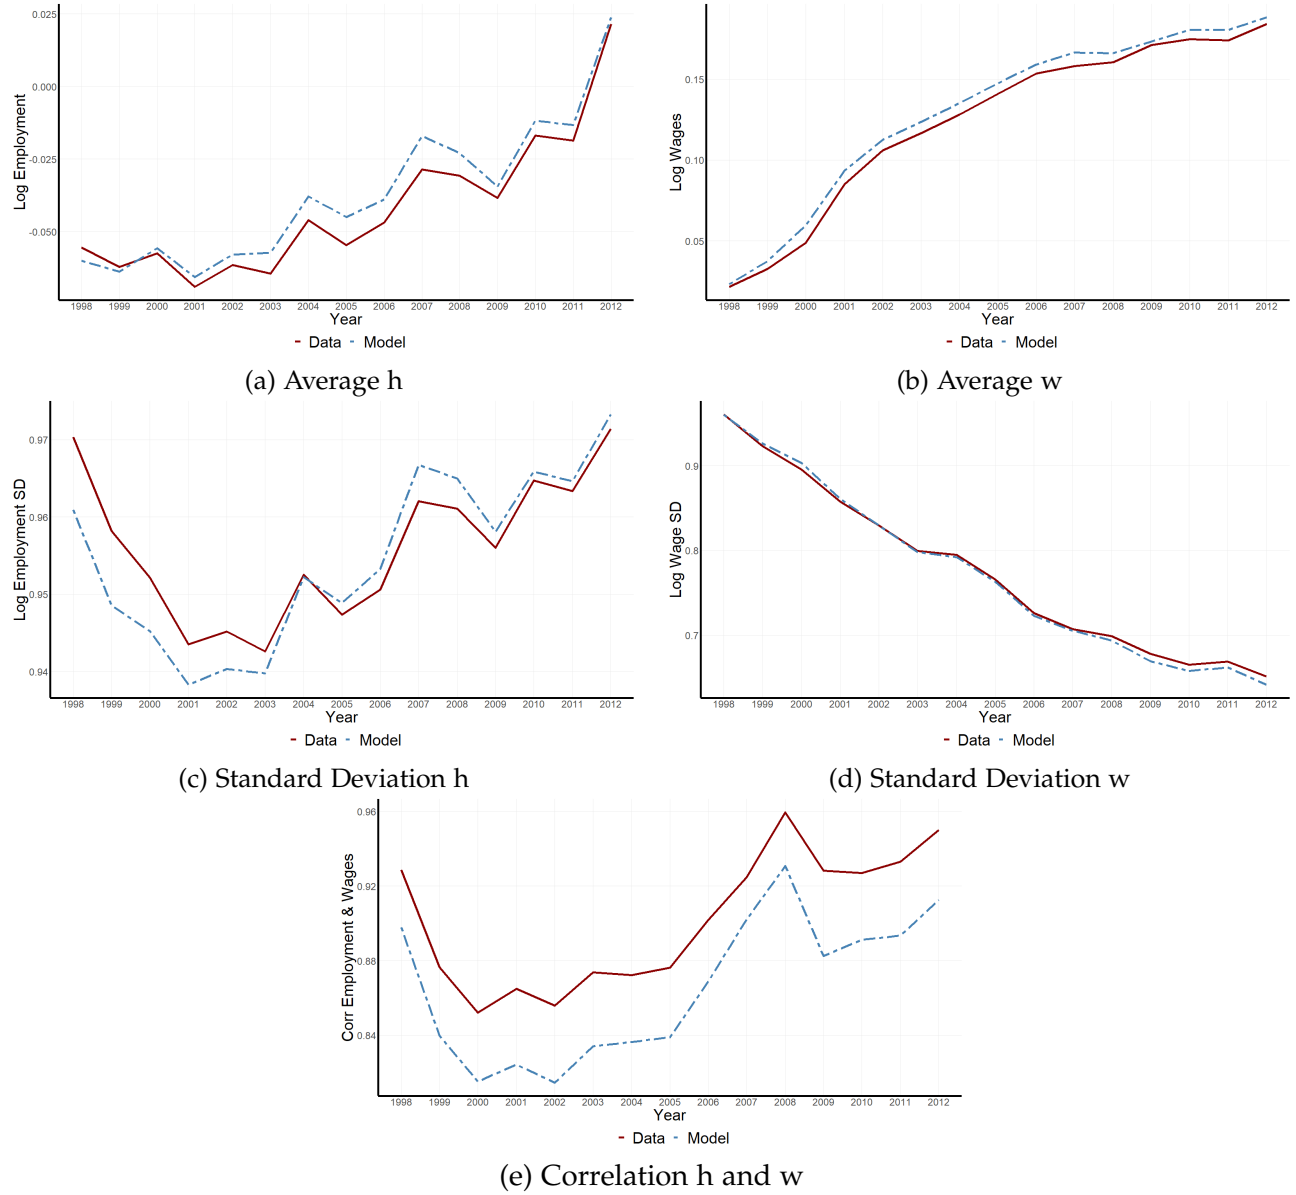 0.025
0.000
-0.025
-0.050
Log Employment
1998 1999 2000 2001 2002 2003 2004 2005 2006 2007 2008 2009 2010 2011 2012
Year
Data Model
(a) Average h
0.15
0.10
0.05
Log Wages
1998 1999 2000 2001 2002 2003 2004 2005 2006 2007 2008 2009 2010 2011 2012
Year
Data Model
(b) Average w
0.97
0.96
0.95
0.94
Log Employment SD
1998 1999 2000 2001 2002 2003 2004 2005 2006 2007 2008 2009 2010 2011 2012
Year
Data Model
(c) Standard Deviation h
0.9
0.8
0.7
Log Wage SD
1998 1999 2000 2001 2002 2003 2004 2005 2006 2007 2008 2009 2010 2011 2012
Year
Data Model
(d) Standard Deviation w
0.96
0.92
0.88
0.84
Corr Employment & Wages
1998 1999 2000 2001 2002 2003 2004 2005 2006 2007 2008 2009 2010 2011 2012
Year
Data Model
(e) Correlation h and w